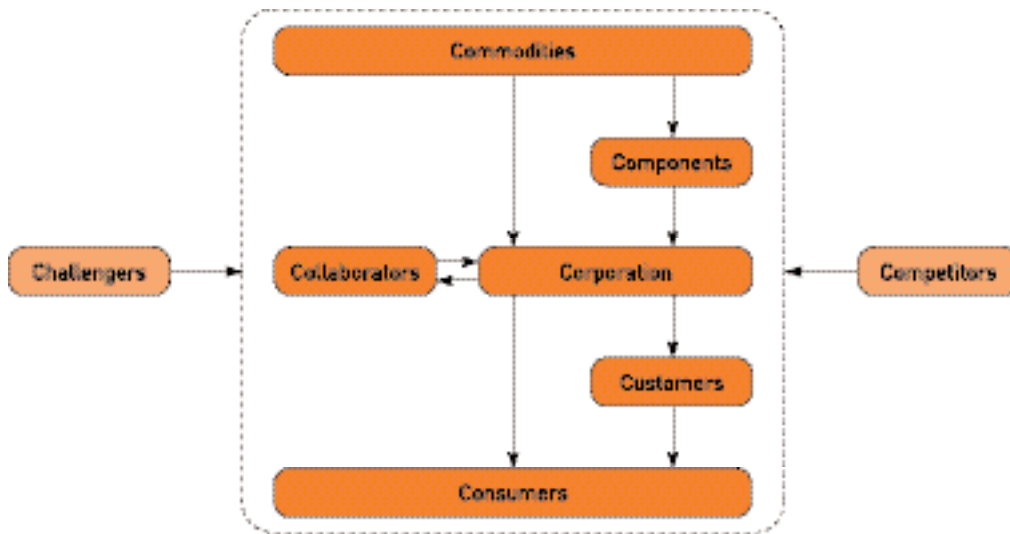 Commodities
Components
Challengers
Collaborators
Corporation
Competitors
Customers
Consumers